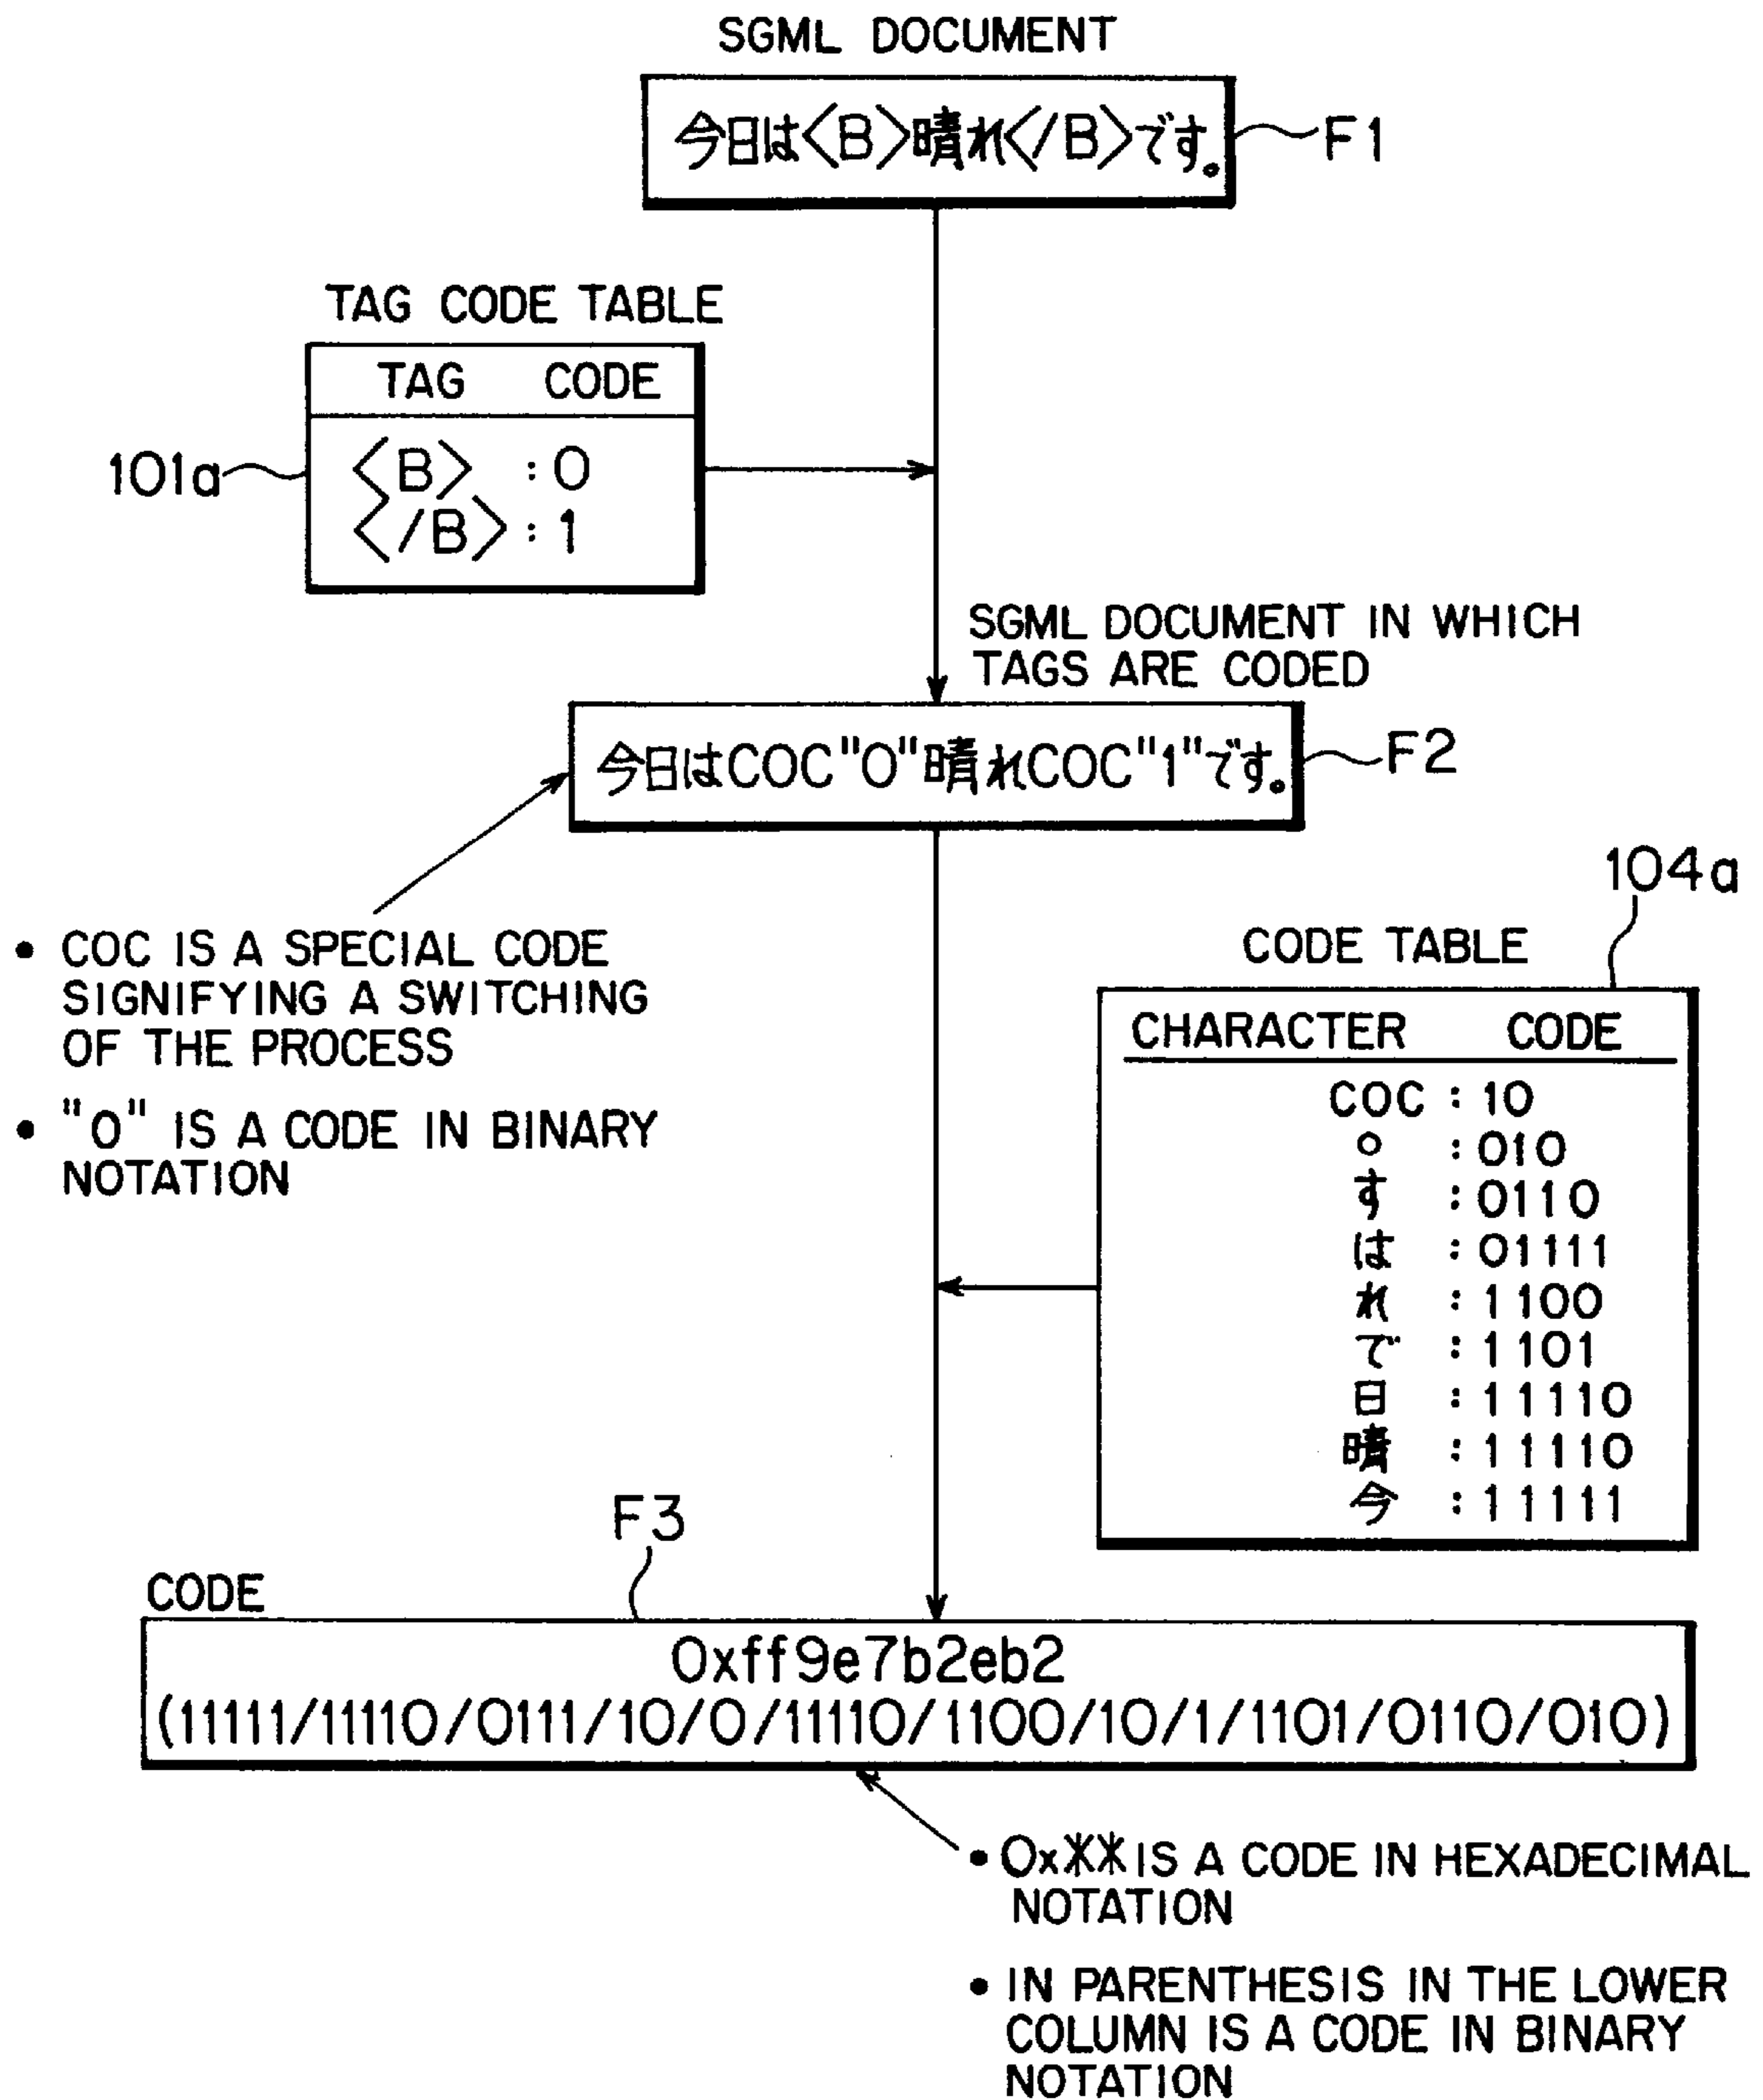 SGML DOCUMENT
今日は<B>晴れ</B>です。
F1
TAG CODE TABLE
TAG CODE
101a
<B> : 0
</B> : 1
SGML DOCUMENT IN WHICH
TAGS ARE CODED
今日はCOC"0"晴れCOC"1"です。
F2
• COC IS A SPECIAL CODE
SIGNIFYING A SWITCHING
OF THE PROCESS
• "0" IS A CODE IN BINARY
NOTATION
104a
CODE TABLE
CHARACTER CODE
COC : 10
。 : 010
す : 0110
は : 01111
れ : 1100
で : 1101
日 : 11110
晴 : 11110
今 : 11111
F3
CODE
0xff9e7b2eb2
(11111/11110/0111/10/0/11110/1100/10/1/1101/0110/010)
• 0x** IS A CODE IN HEXADECIMAL
NOTATION
• IN PARENTHESIS IN THE LOWER
COLUMN IS A CODE IN BINARY
NOTATION